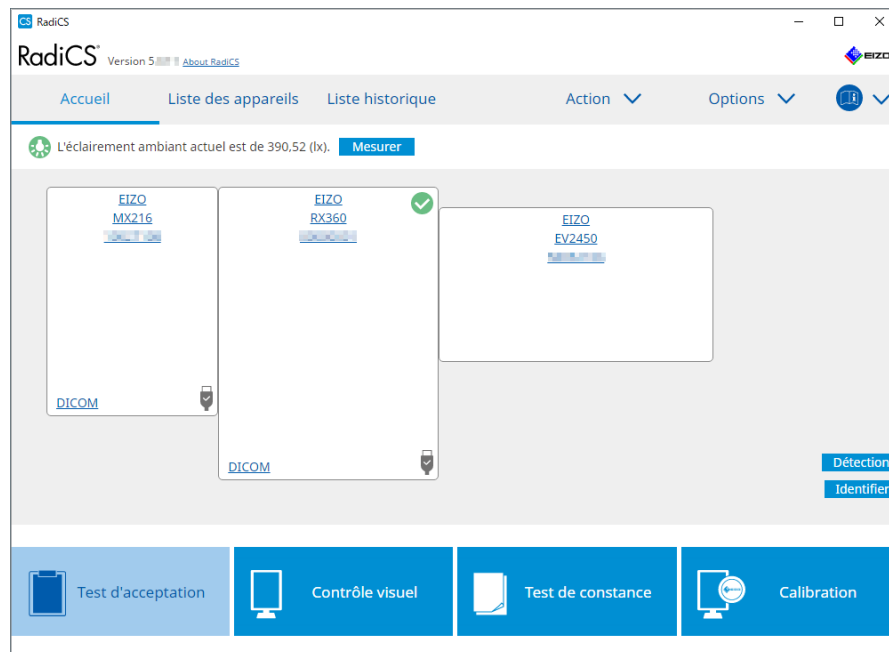 CS RadiCS
RadiCS® Version 5 About RadiCS EIZO
Accueil Liste des appareils Liste historique Action Options
L'éclairement ambiant actuel est de 390,52 (lx). Mesurer
EIZO
MX216
EIZO
RX360
EIZO
EV2450
DICOM
DICOM
Détection
Identifier
Test d'acceptation Contrôle visuel Test de constance Calibration